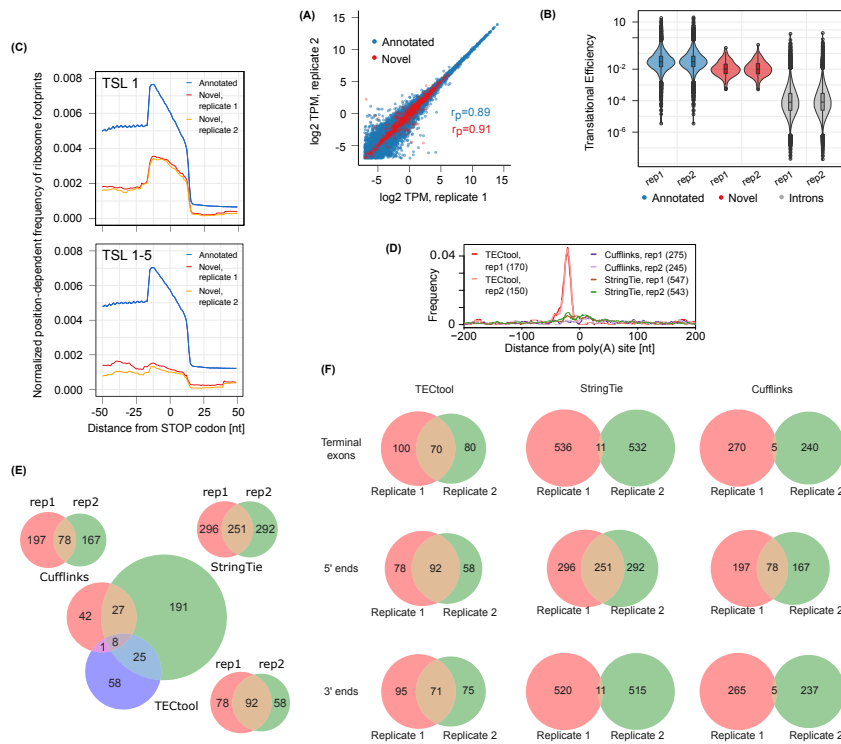 (A)
log2 TPM, replicate 2
10
5
0
-5
Annotated
Novel
rp=0.89
rp=0.91
-5 0 5 10 15
log2 TPM, replicate 1
(B)
Translational Efficiency
10⁻²
10⁻²
10⁻⁴
10⁻⁶
rep1 rep2 rep1 rep2 rep1 rep2
Annotated Novel Introns
(C)
Normalized position-dependent frequency of ribosome footprints
TSL 1
0.008
0.006
0.004
0.002
0.000
Annotated
Novel,
replicate 1
Novel,
replicate 2
TSL 1-5
0.008
0.006
0.004
0.002
0.000
Annotated
Novel,
replicate 1
Novel,
replicate 2
-50 -25 0 25 50
Distance from STOP codon [nt]
(D)
Frequency
0.04
0
TECtool,
rep1 (170)
TECtool,
rep2 (150)
Cufflinks, rep1 (275)
Cufflinks, rep2 (245)
StringTie, rep1 (547)
StringTie, rep2 (543)
−200 −100 0 100 200
Distance from poly(A) site [nt]
(E)
rep1 rep2
197 78 167
Cufflinks
rep1 rep2
296 251 292
StringTie
42 27 191
1 8 25
58
TECtool
rep1 rep2
78 92 58
(F)
TECtool StringTie Cufflinks
Terminal
exons
100 70 80
Replicate 1 Replicate 2
536 11 532
Replicate 1 Replicate 2
270 5 240
Replicate 1 Replicate 2
5' ends
78 92 58
Replicate 1 Replicate 2
296 251 292
Replicate 1 Replicate 2
197 78 167
Replicate 1 Replicate 2
3' ends
95 71 75
Replicate 1 Replicate 2
520 11 515
Replicate 1 Replicate 2
265 5 237
Replicate 1 Replicate 2